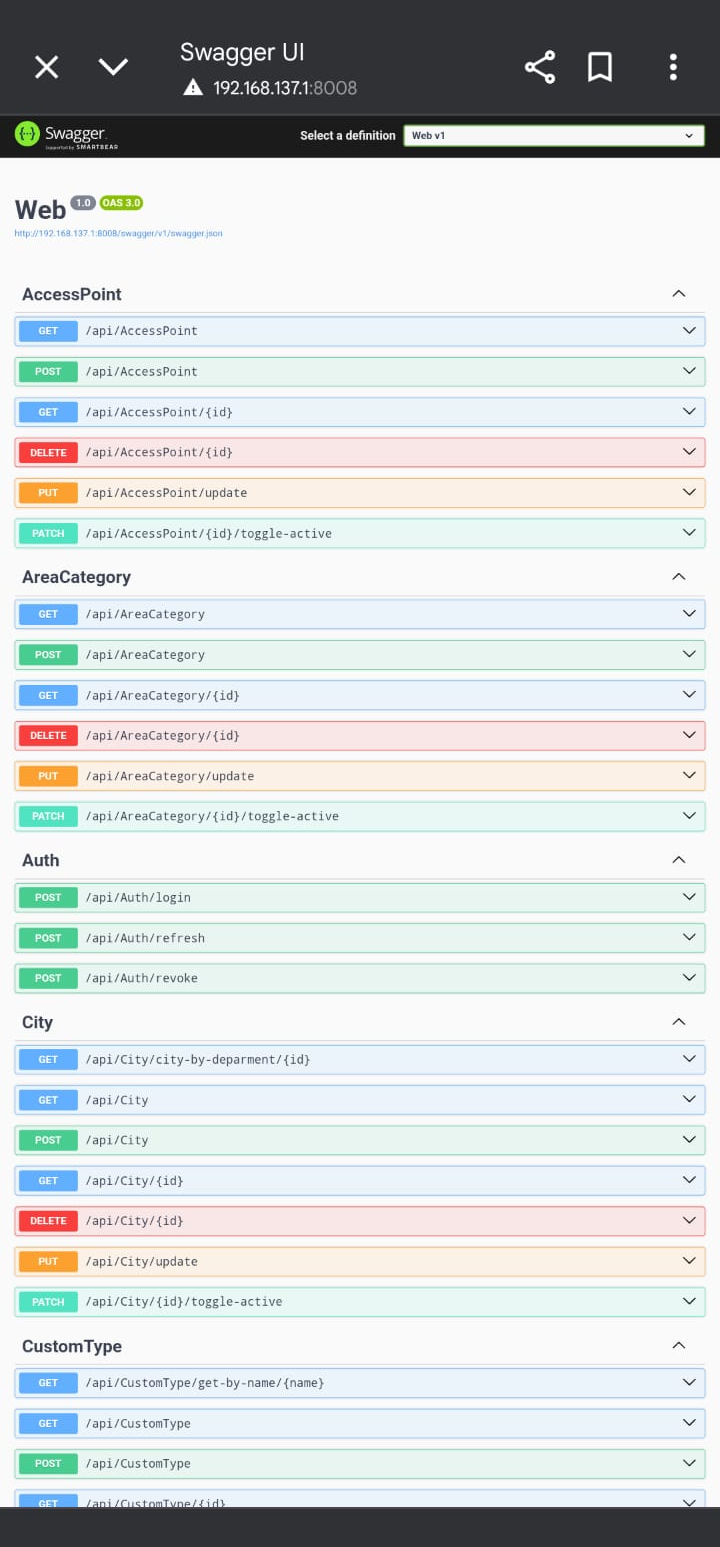 Swagger UI
192.168.137.1:8008
Swagger.
Supported by SMARTBEAR
Select a definition
Web v1
Web 1.0 OAS 3.0
http://192.168.137.1:8008/swagger/v1/swagger.json
AccessPoint
GET /api/AccessPoint
POST /api/AccessPoint
GET /api/AccessPoint/{id}
DELETE /api/AccessPoint/{id}
PUT /api/AccessPoint/update
PATCH /api/AccessPoint/{id}/toggle-active
AreaCategory
GET /api/AreaCategory
POST /api/AreaCategory
GET /api/AreaCategory/{id}
DELETE /api/AreaCategory/{id}
PUT /api/AreaCategory/update
PATCH /api/AreaCategory/{id}/toggle-active
Auth
POST /api/Auth/login
POST /api/Auth/refresh
POST /api/Auth/revoke
City
GET /api/City/city-by-deparment/{id}
GET /api/City
POST /api/City
GET /api/City/{id}
DELETE /api/City/{id}
PUT /api/City/update
PATCH /api/City/{id}/toggle-active
CustomType
GET /api/CustomType/get-by-name/{name}
GET /api/CustomType
POST /api/CustomType
GET /api/CustomType/{id}